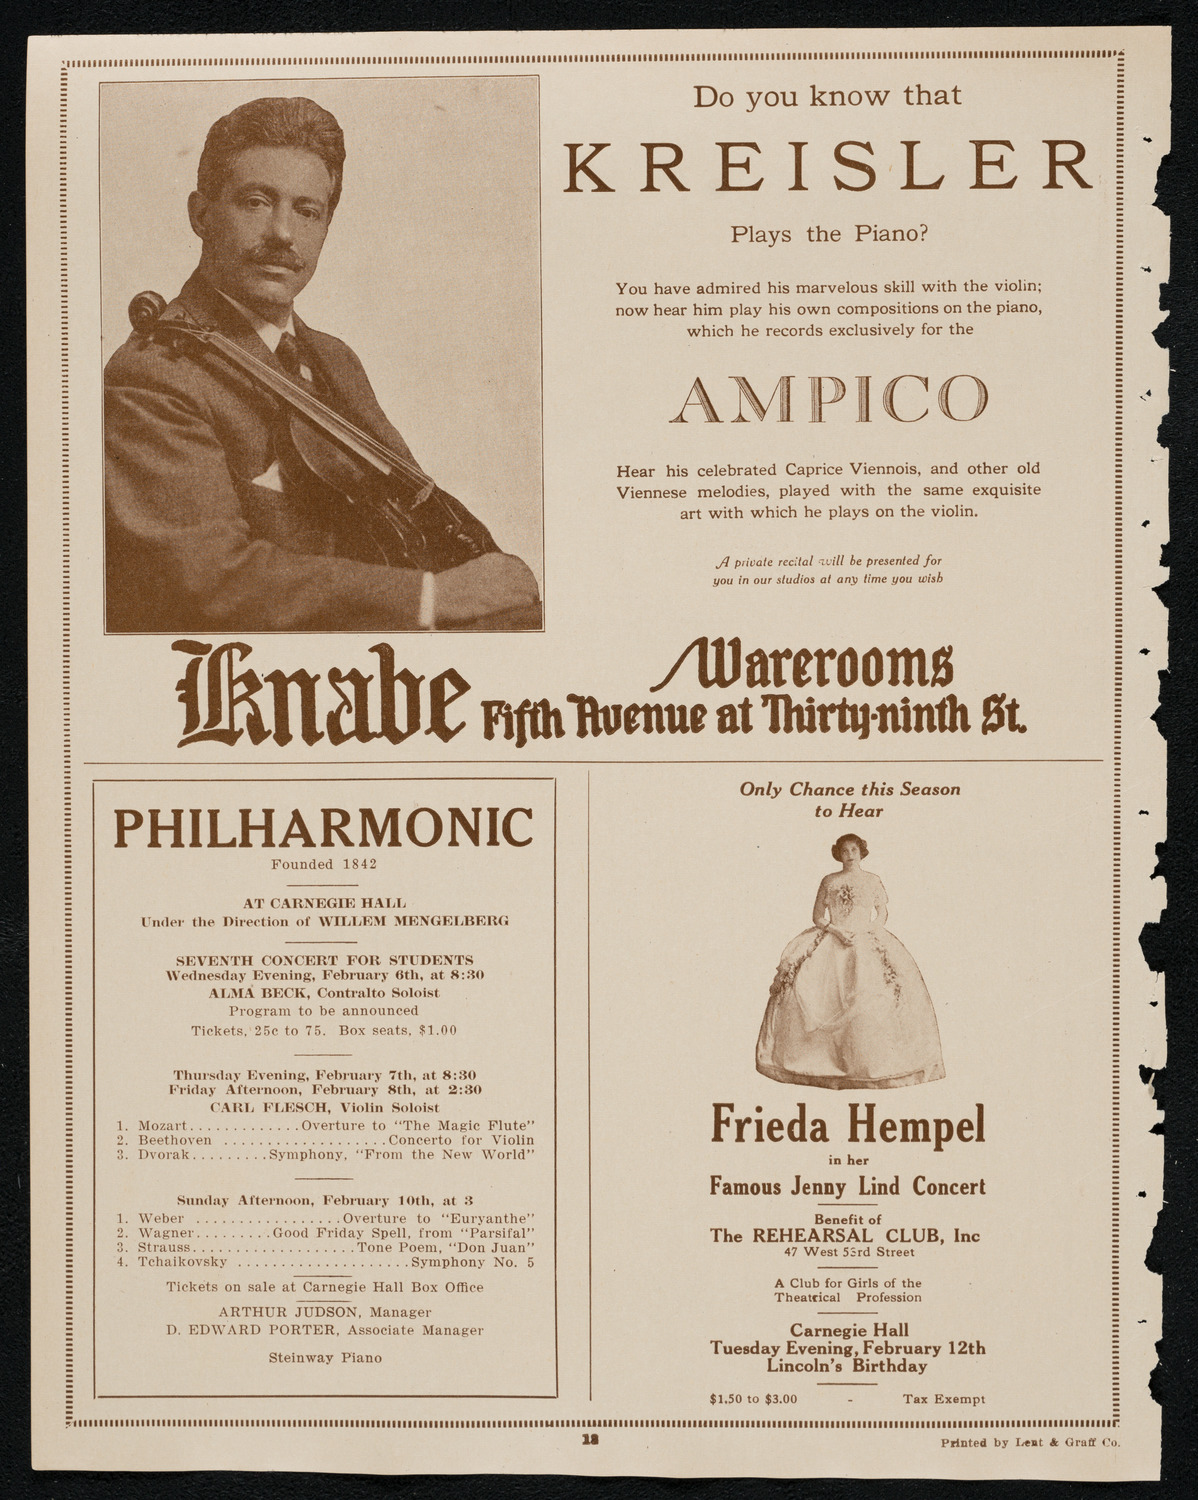 Do you know that
KREISLER
Plays the Piano?
You have admired his marvelous skill with the violin;
now hear him play his own compositions on the piano,
which he records exclusively for the
AMPICO
Hear his celebrated Caprice Viennois, and other old
Viennese melodies, played with the same exquisite
art with which he plays on the violin.
A private recital will be presented for
you in our studios at any time you wish
Knabe Warerooms
Fifth Avenue at Thirty-ninth St.
PHILHARMONIC
Founded 1842
AT CARNEGIE HALL
Under the Direction of WILLEM MENGELBERG
SEVENTH CONCERT FOR STUDENTS
Wednesday Evening, February 6th, at 8:30
ALMA BECK, Contralto Soloist
Program to be announced
Tickets, 25c to 75. Box seats, $1.00
Thursday Evening, February 7th, at 8:30
Friday Afternoon, February 8th, at 2:30
CARL FLESCH, Violin Soloist
1. Mozart.............Overture to "The Magic Flute"
2. Beethoven ...................Concerto for Violin
3. Dvorak.........Symphony, "From the New World"
Sunday Afternoon, February 10th, at 3
1. Weber .................Overture to "Euryanthe"
2. Wagner.........Good Friday Spell, from "Parsifal"
3. Strauss...................Tone Poem, "Don Juan"
4. Tchaikovsky ....................Symphony No. 5
Tickets on sale at Carnegie Hall Box Office
ARTHUR JUDSON, Manager
D. EDWARD PORTER, Associate Manager
Steinway Piano
Only Chance this Season
to Hear
Frieda Hempel
in her
Famous Jenny Lind Concert
Benefit of
The REHEARSAL CLUB, Inc
47 West 53rd Street
A Club for Girls of the
Theatrical Profession
Carnegie Hall
Tuesday Evening, February 12th
Lincoln's Birthday
$1.50 to $3.00 - Tax Exempt
12
Printed by Lent & Graff Co.